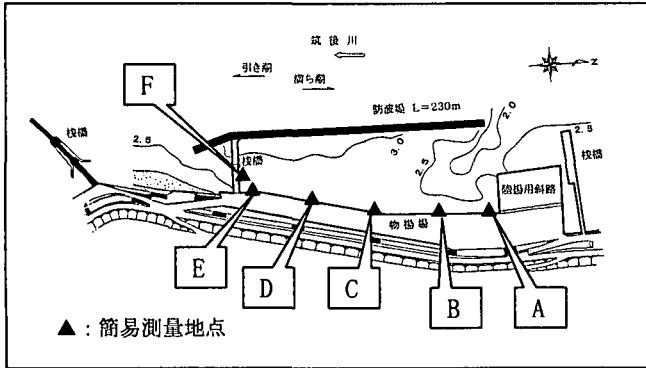 筑後川
引き潮
満ち潮
N
F
防波堤 L=230m
2.0
2.5
桟橋
2.5
桟橋
3.0
2.5
桟橋
船揚用斜路
物揚場
E
D
C
B
A
▲：簡易測量地点